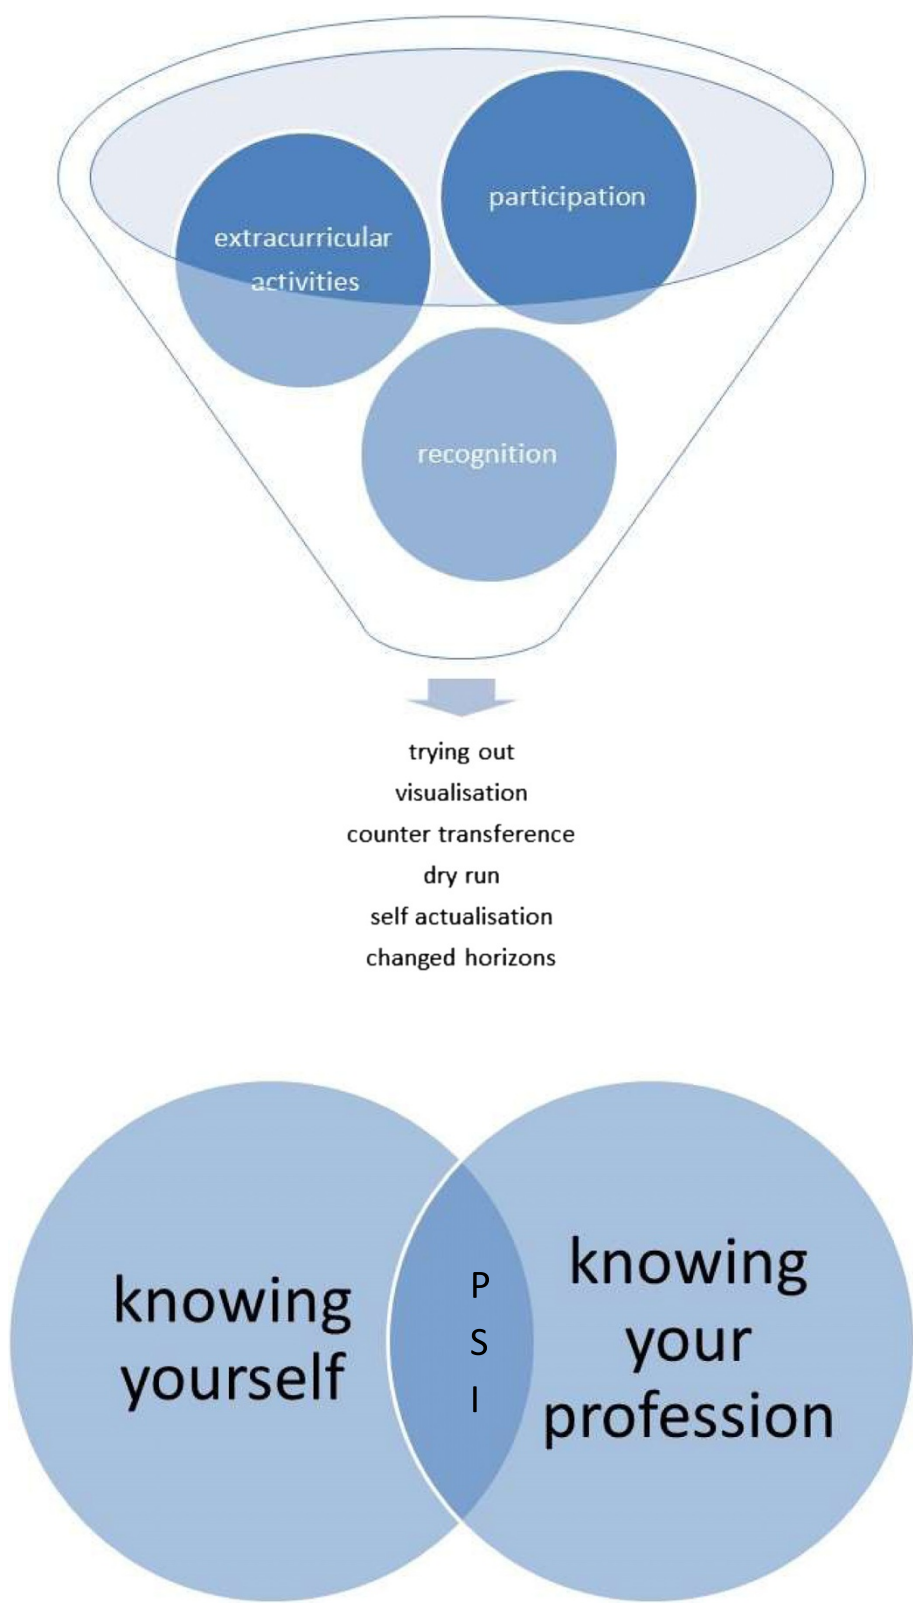 participation
extracurricular
activities
recognition
trying out
visualisation
counter transference
dry run
self actualisation
changed horizons
knowing
yourself
P
S
I
knowing
your
profession